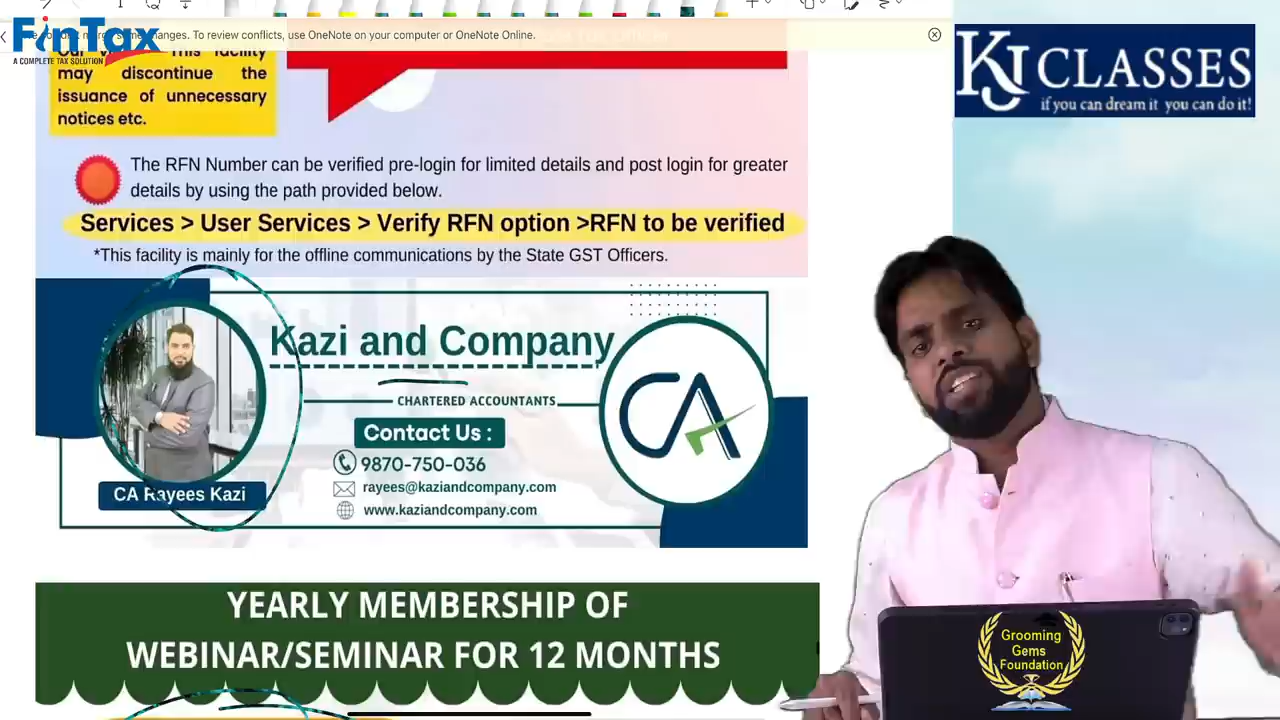 FinTax
A COMPLETE TAX SOLUTION
changes. To review conflicts, use OneNote on your computer or OneNote Online.
This facility
may discontinue the
issuance of unnecessary
notices etc.
The RFN Number can be verified pre-login for limited details and post login for greater
details by using the path provided below.
Services > User Services > Verify RFN option >RFN to be verified
*This facility is mainly for the offline communications by the State GST Officers.
Kazi and Company
CHARTERED ACCOUNTANTS
Contact Us :
9870-750-036
rayees@kaziandcompany.com
www.kaziandcompany.com
CA Rayees Kazi
CA
YEARLY MEMBERSHIP OF
WEBINAR/SEMINAR FOR 12 MONTHS
KJ CLASSES
if you can dream it you can do it!
Grooming
Gems
Foundation